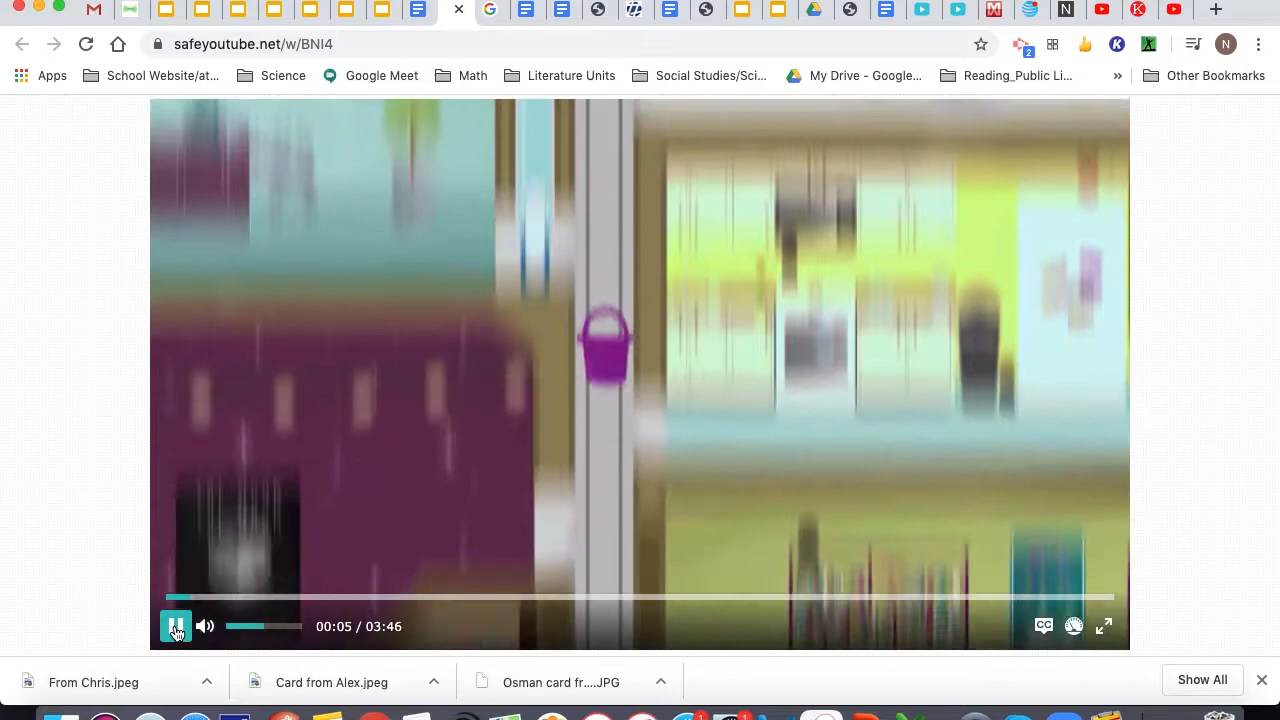 safeyoutube.net/w/BNI4
2
N
Apps
School Website/at...
Science
Google Meet
Math
Literature Units
Social Studies/Sci...
My Drive - Google...
Reading_Public Li...
»
Other Bookmarks
00:05 / 03:46
CC
From Chris.jpeg
Card from Alex.jpeg
Osman card fr....JPG
Show All